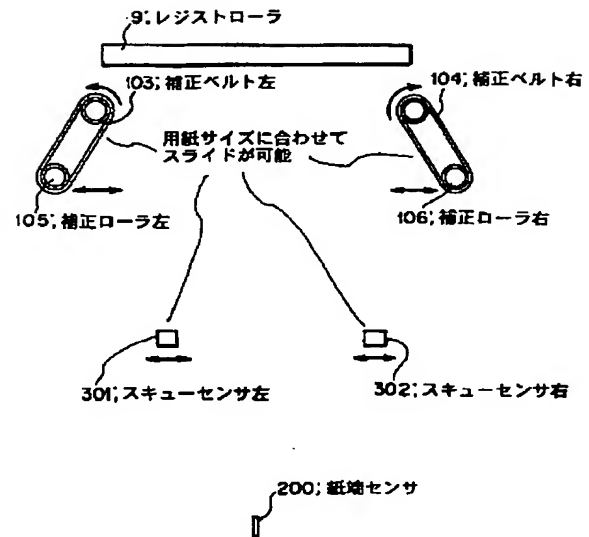 9;レジストローラ
103;補正ベルト左
104;補正ベルト右
用紙サイズに合わせて
スライドが可能
105;補正ローラ左
106;補正ローラ右
301;スキューセンサ左
302;スキューセンサ右
200;紙端センサ